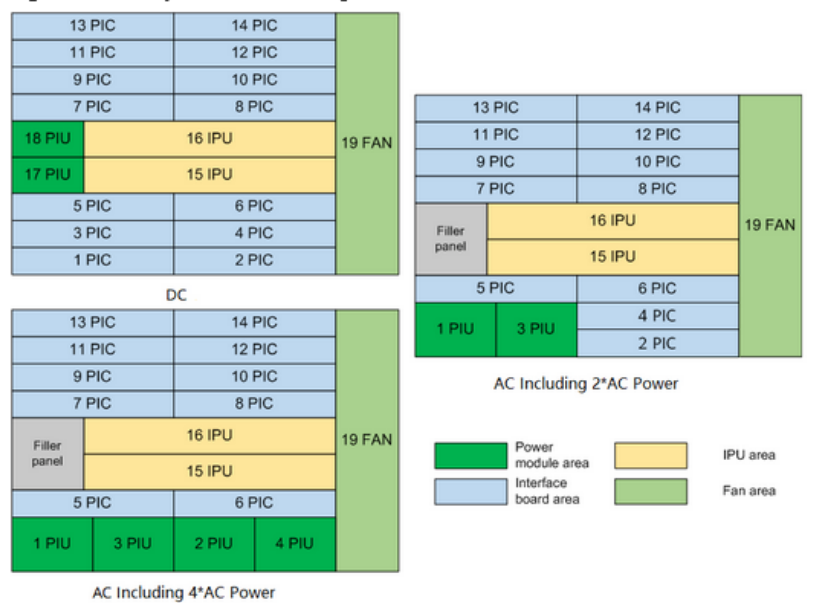 13 PIC 14 PIC
11 PIC 12 PIC
9 PIC 10 PIC
7 PIC 8 PIC
18 PIU 16 IPU 19 FAN
17 PIU 15 IPU
5 PIC 6 PIC
3 PIC 4 PIC
1 PIC 2 PIC
DC
13 PIC 14 PIC
11 PIC 12 PIC
9 PIC 10 PIC
7 PIC 8 PIC
Filler
panel
16 IPU 19 FAN
15 IPU
5 PIC 6 PIC
1 PIU 3 PIU 4 PIC
2 PIC
AC Including 2*AC Power
13 PIC 14 PIC
11 PIC 12 PIC
9 PIC 10 PIC
7 PIC 8 PIC
Filler
panel
16 IPU 19 FAN
15 IPU
5 PIC 6 PIC
1 PIU 3 PIU 2 PIU 4 PIU
AC Including 4*AC Power
Power
module area
IPU area
Interface
board area
Fan area